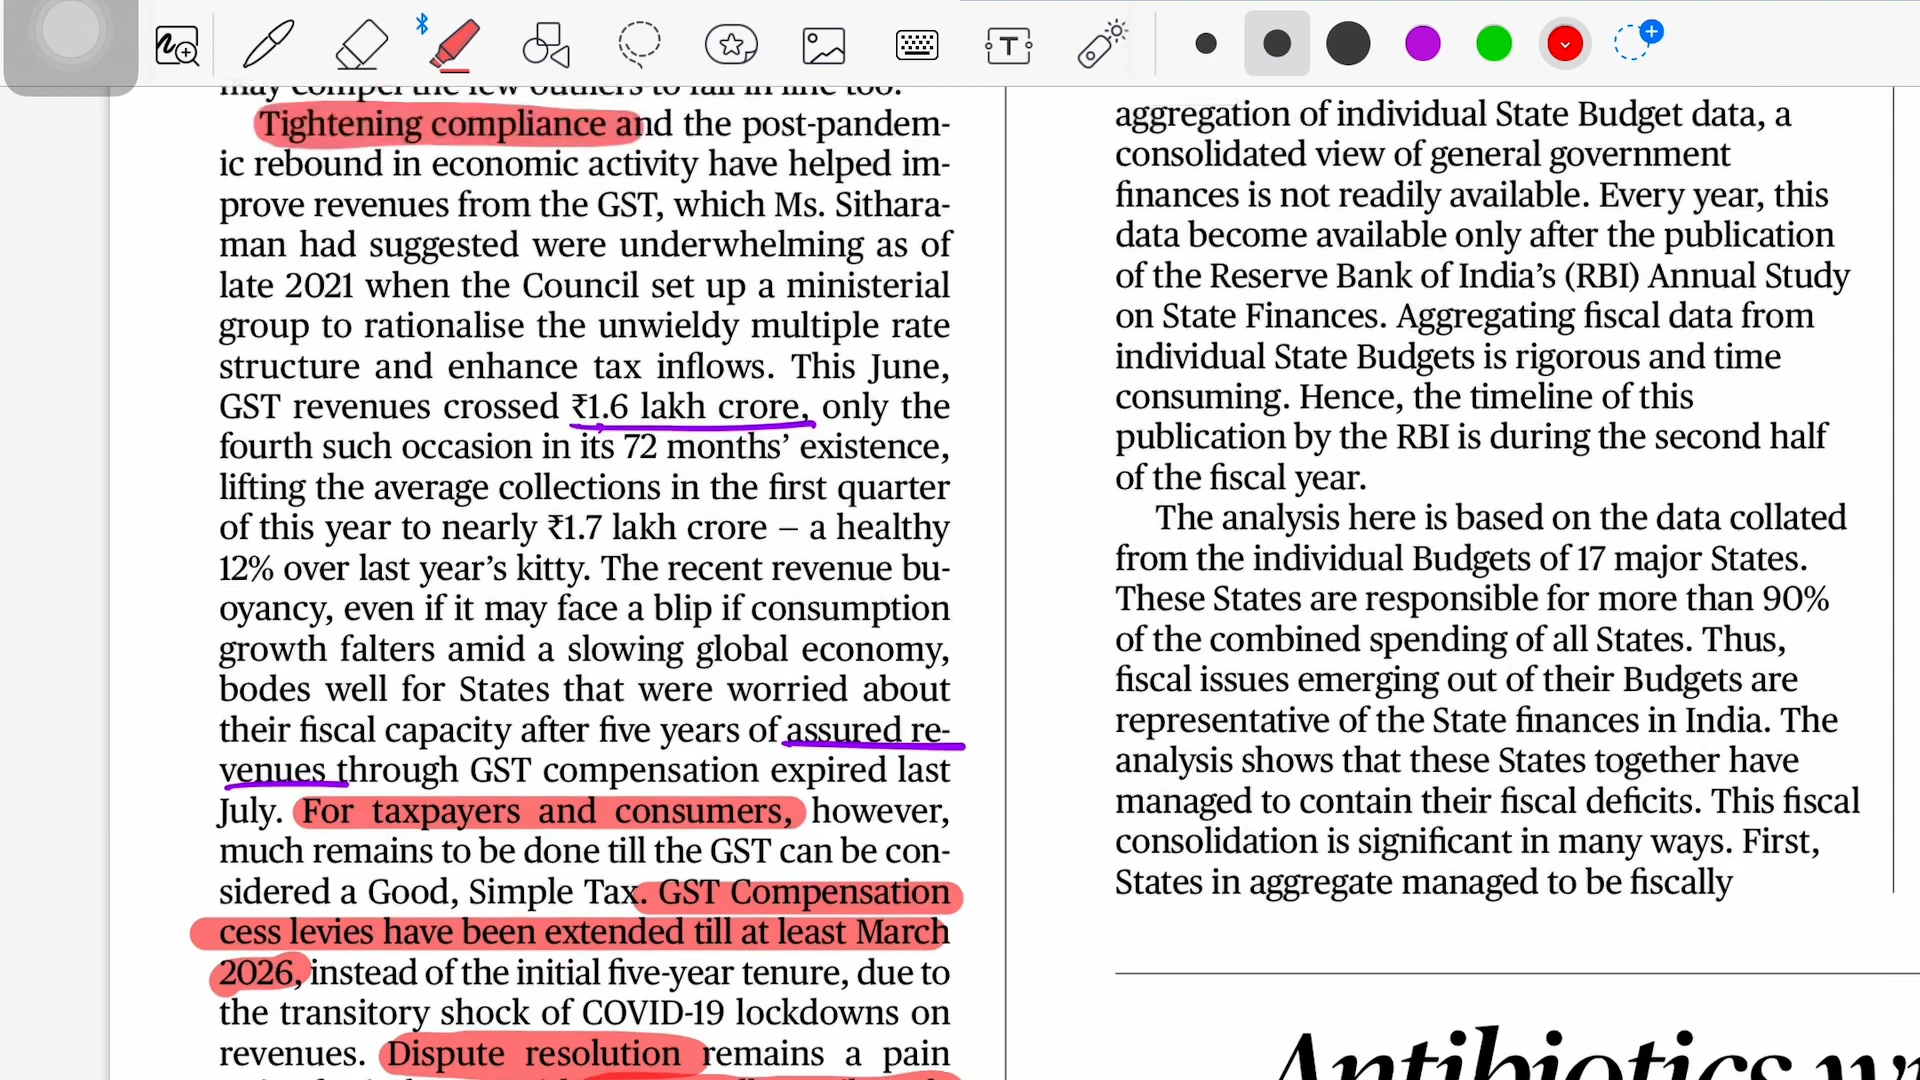 may compel the few outliers to fall in line too.
Tightening compliance and the post-pandem-
ic rebound in economic activity have helped im-
prove revenues from the GST, which Ms. Sithara-
man had suggested were underwhelming as of
late 2021 when the Council set up a ministerial
group to rationalise the unwieldy multiple rate
structure and enhance tax inflows. This June,
GST revenues crossed ₹1.6 lakh crore, only the
fourth such occasion in its 72 months’ existence,
lifting the average collections in the first quarter
of this year to nearly ₹1.7 lakh crore — a healthy
12% over last year’s kitty. The recent revenue bu-
oyancy, even if it may face a blip if consumption
growth falters amid a slowing global economy,
bodes well for States that were worried about
their fiscal capacity after five years of assured re-
venues through GST compensation expired last
July. For taxpayers and consumers, however,
much remains to be done till the GST can be con-
sidered a Good, Simple Tax. GST Compensation
cess levies have been extended till at least March
2026, instead of the initial five-year tenure, due to
the transitory shock of COVID-19 lockdowns on
revenues. Dispute resolution remains a pain
aggregation of individual State Budget data, a
consolidated view of general government
finances is not readily available. Every year, this
data become available only after the publication
of the Reserve Bank of India’s (RBI) Annual Study
on State Finances. Aggregating fiscal data from
individual State Budgets is rigorous and time
consuming. Hence, the timeline of this
publication by the RBI is during the second half
of the fiscal year.
The analysis here is based on the data collated
from the individual Budgets of 17 major States.
These States are responsible for more than 90%
of the combined spending of all States. Thus,
fiscal issues emerging out of their Budgets are
representative of the State finances in India. The
analysis shows that these States together have
managed to contain their fiscal deficits. This fiscal
consolidation is significant in many ways. First,
States in aggregate managed to be fiscally
Antibiotics